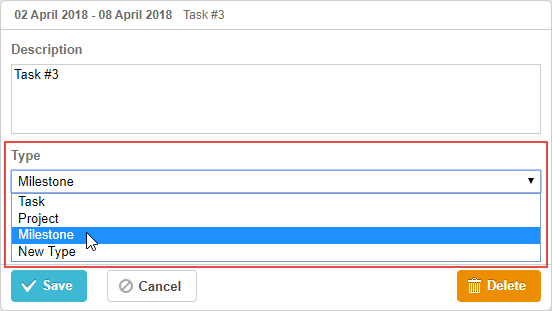 02 April 2018 - 08 April 2018 Task #3
Description
Task #3
Type
Milestone
Task
Project
Milestone
New Type
Save Cancel Delete